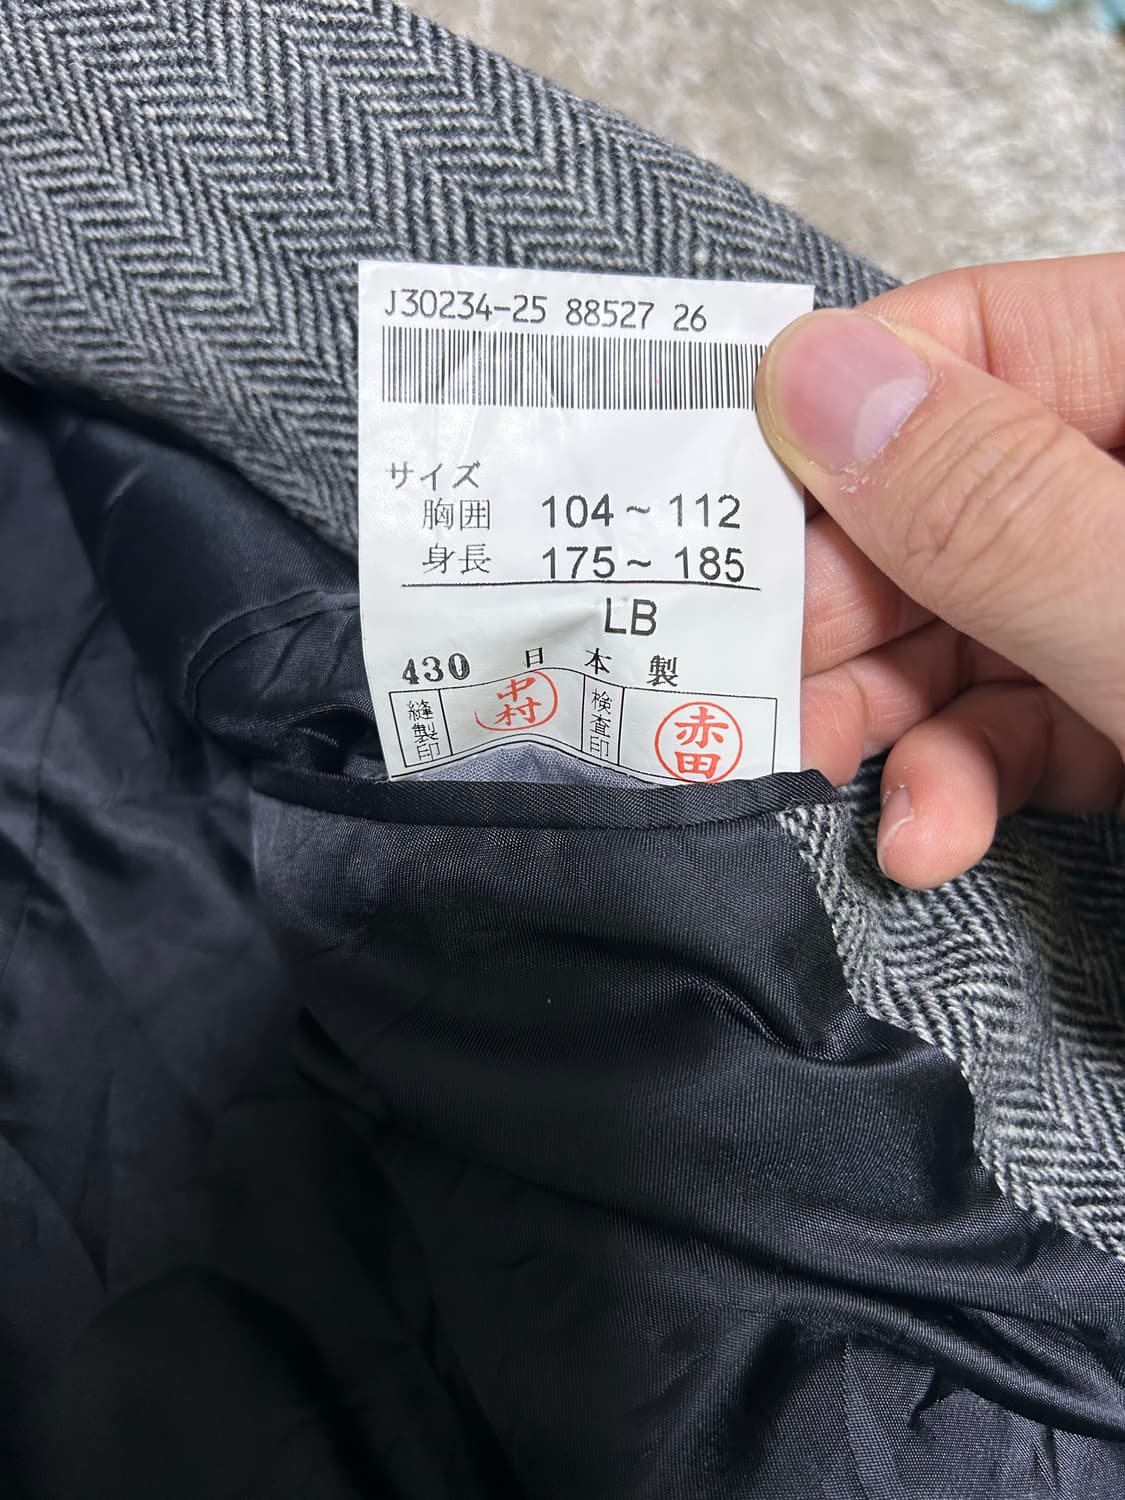 J30234-25 88527 26
サイズ
胸囲 104~112
身長 175~185
LB
430 日本製
縫製印 中村 検査印 赤田